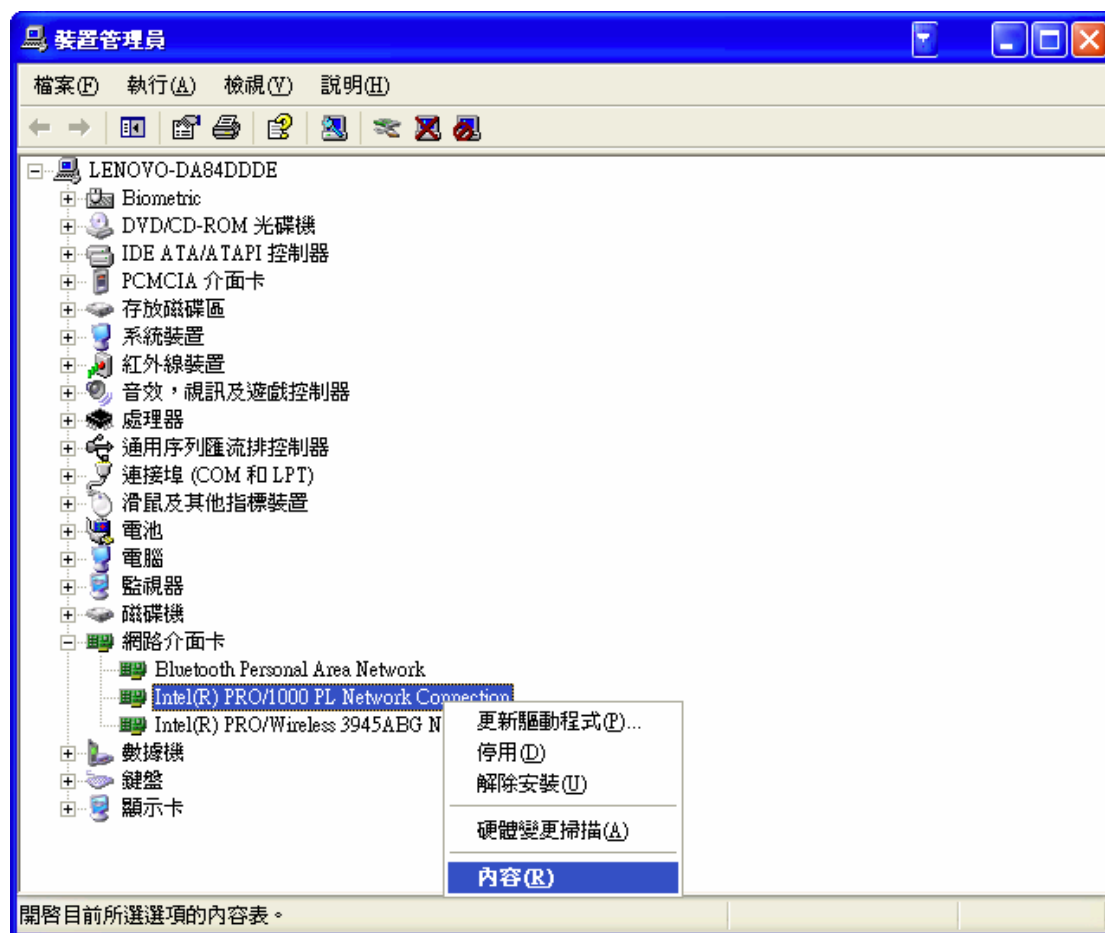 裝置管理員
檔案(F) 執行(A) 檢視(V) 說明(H)
LENOVO-DA84DDDE
Biometric
DVD/CD-ROM 光碟機
IDE ATA/ATAPI 控制器
PCMCIA 介面卡
存放磁碟區
系統裝置
紅外線裝置
音效,視訊及遊戲控制器
處理器
通用序列匯流排控制器
連接埠 (COM 和 LPT)
滑鼠及其他指標裝置
電池
電腦
監視器
磁碟機
網路介面卡
Bluetooth Personal Area Network
Intel(R) PRO/1000 PL Network Connection
Intel(R) PRO/Wireless 3945ABG N
數據機
鍵盤
顯示卡
更新驅動程式(P)...
停用(D)
解除安裝(U)
硬體變更掃描(A)
內容(R)
開啟目前所選選項的內容表。